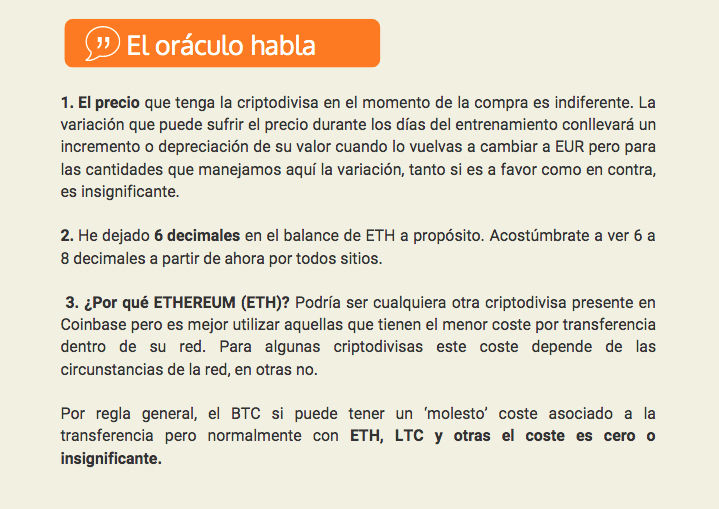 El oráculo habla
1. El precio que tenga la criptodivisa en el momento de la compra es indiferente. La
variación que puede sufrir el precio durante los días del entrenamiento conllevará un
incremento o depreciación de su valor cuando lo vuelvas a cambiar a EUR pero para
las cantidades que manejamos aquí la variación, tanto si es a favor como en contra,
es insignificante.
2. He dejado 6 decimales en el balance de ETH a propósito. Acostúmbrate a ver 6 a
8 decimales a partir de ahora por todos sitios.
3. ¿Por qué ETHEREUM (ETH)? Podría ser cualquiera otra criptodivisa presente en
Coinbase pero es mejor utilizar aquellas que tienen el menor coste por transferencia
dentro de su red. Para algunas criptodivisas este coste depende de las
circunstancias de la red, en otras no.
Por regla general, el BTC si puede tener un ‘molesto’ coste asociado a la
transferencia pero normalmente con ETH, LTC y otras el coste es cero o
insignificante.